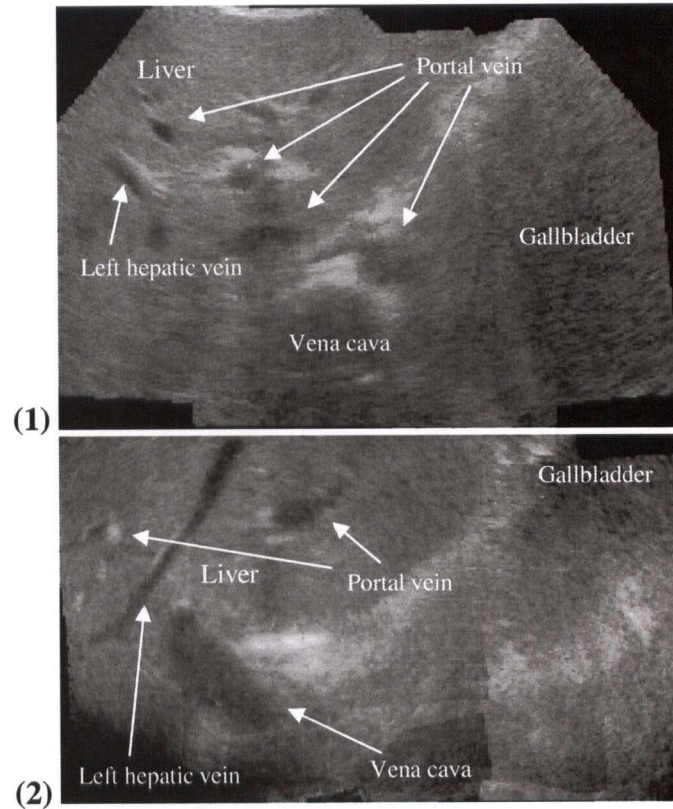 Liver
Portal vein
Gallbladder
Left hepatic vein
Vena cava
(1)
Gallbladder
Liver
Portal vein
Left hepatic vein
Vena cava
(2)